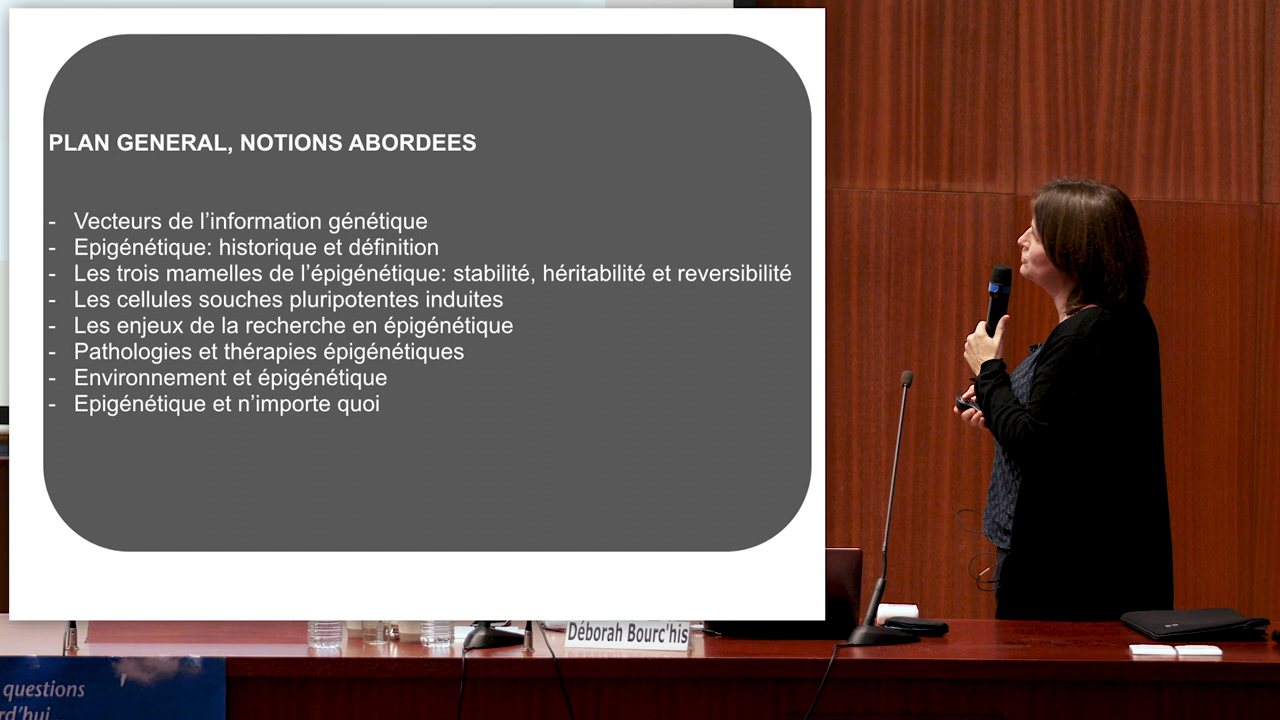 PLAN GENERAL, NOTIONS ABORDEES
- Vecteurs de l’information génétique
- Epigénétique: historique et définition
- Les trois mamelles de l’épigénétique: stabilité, héritabilité et reversibilité
- Les cellules souches pluripotentes induites
- Les enjeux de la recherche en épigénétique
- Pathologies et thérapies épigénétiques
- Environnement et épigénétique
- Epigénétique et n’importe quoi
Déborah Bourc'his
questions
rd'hui